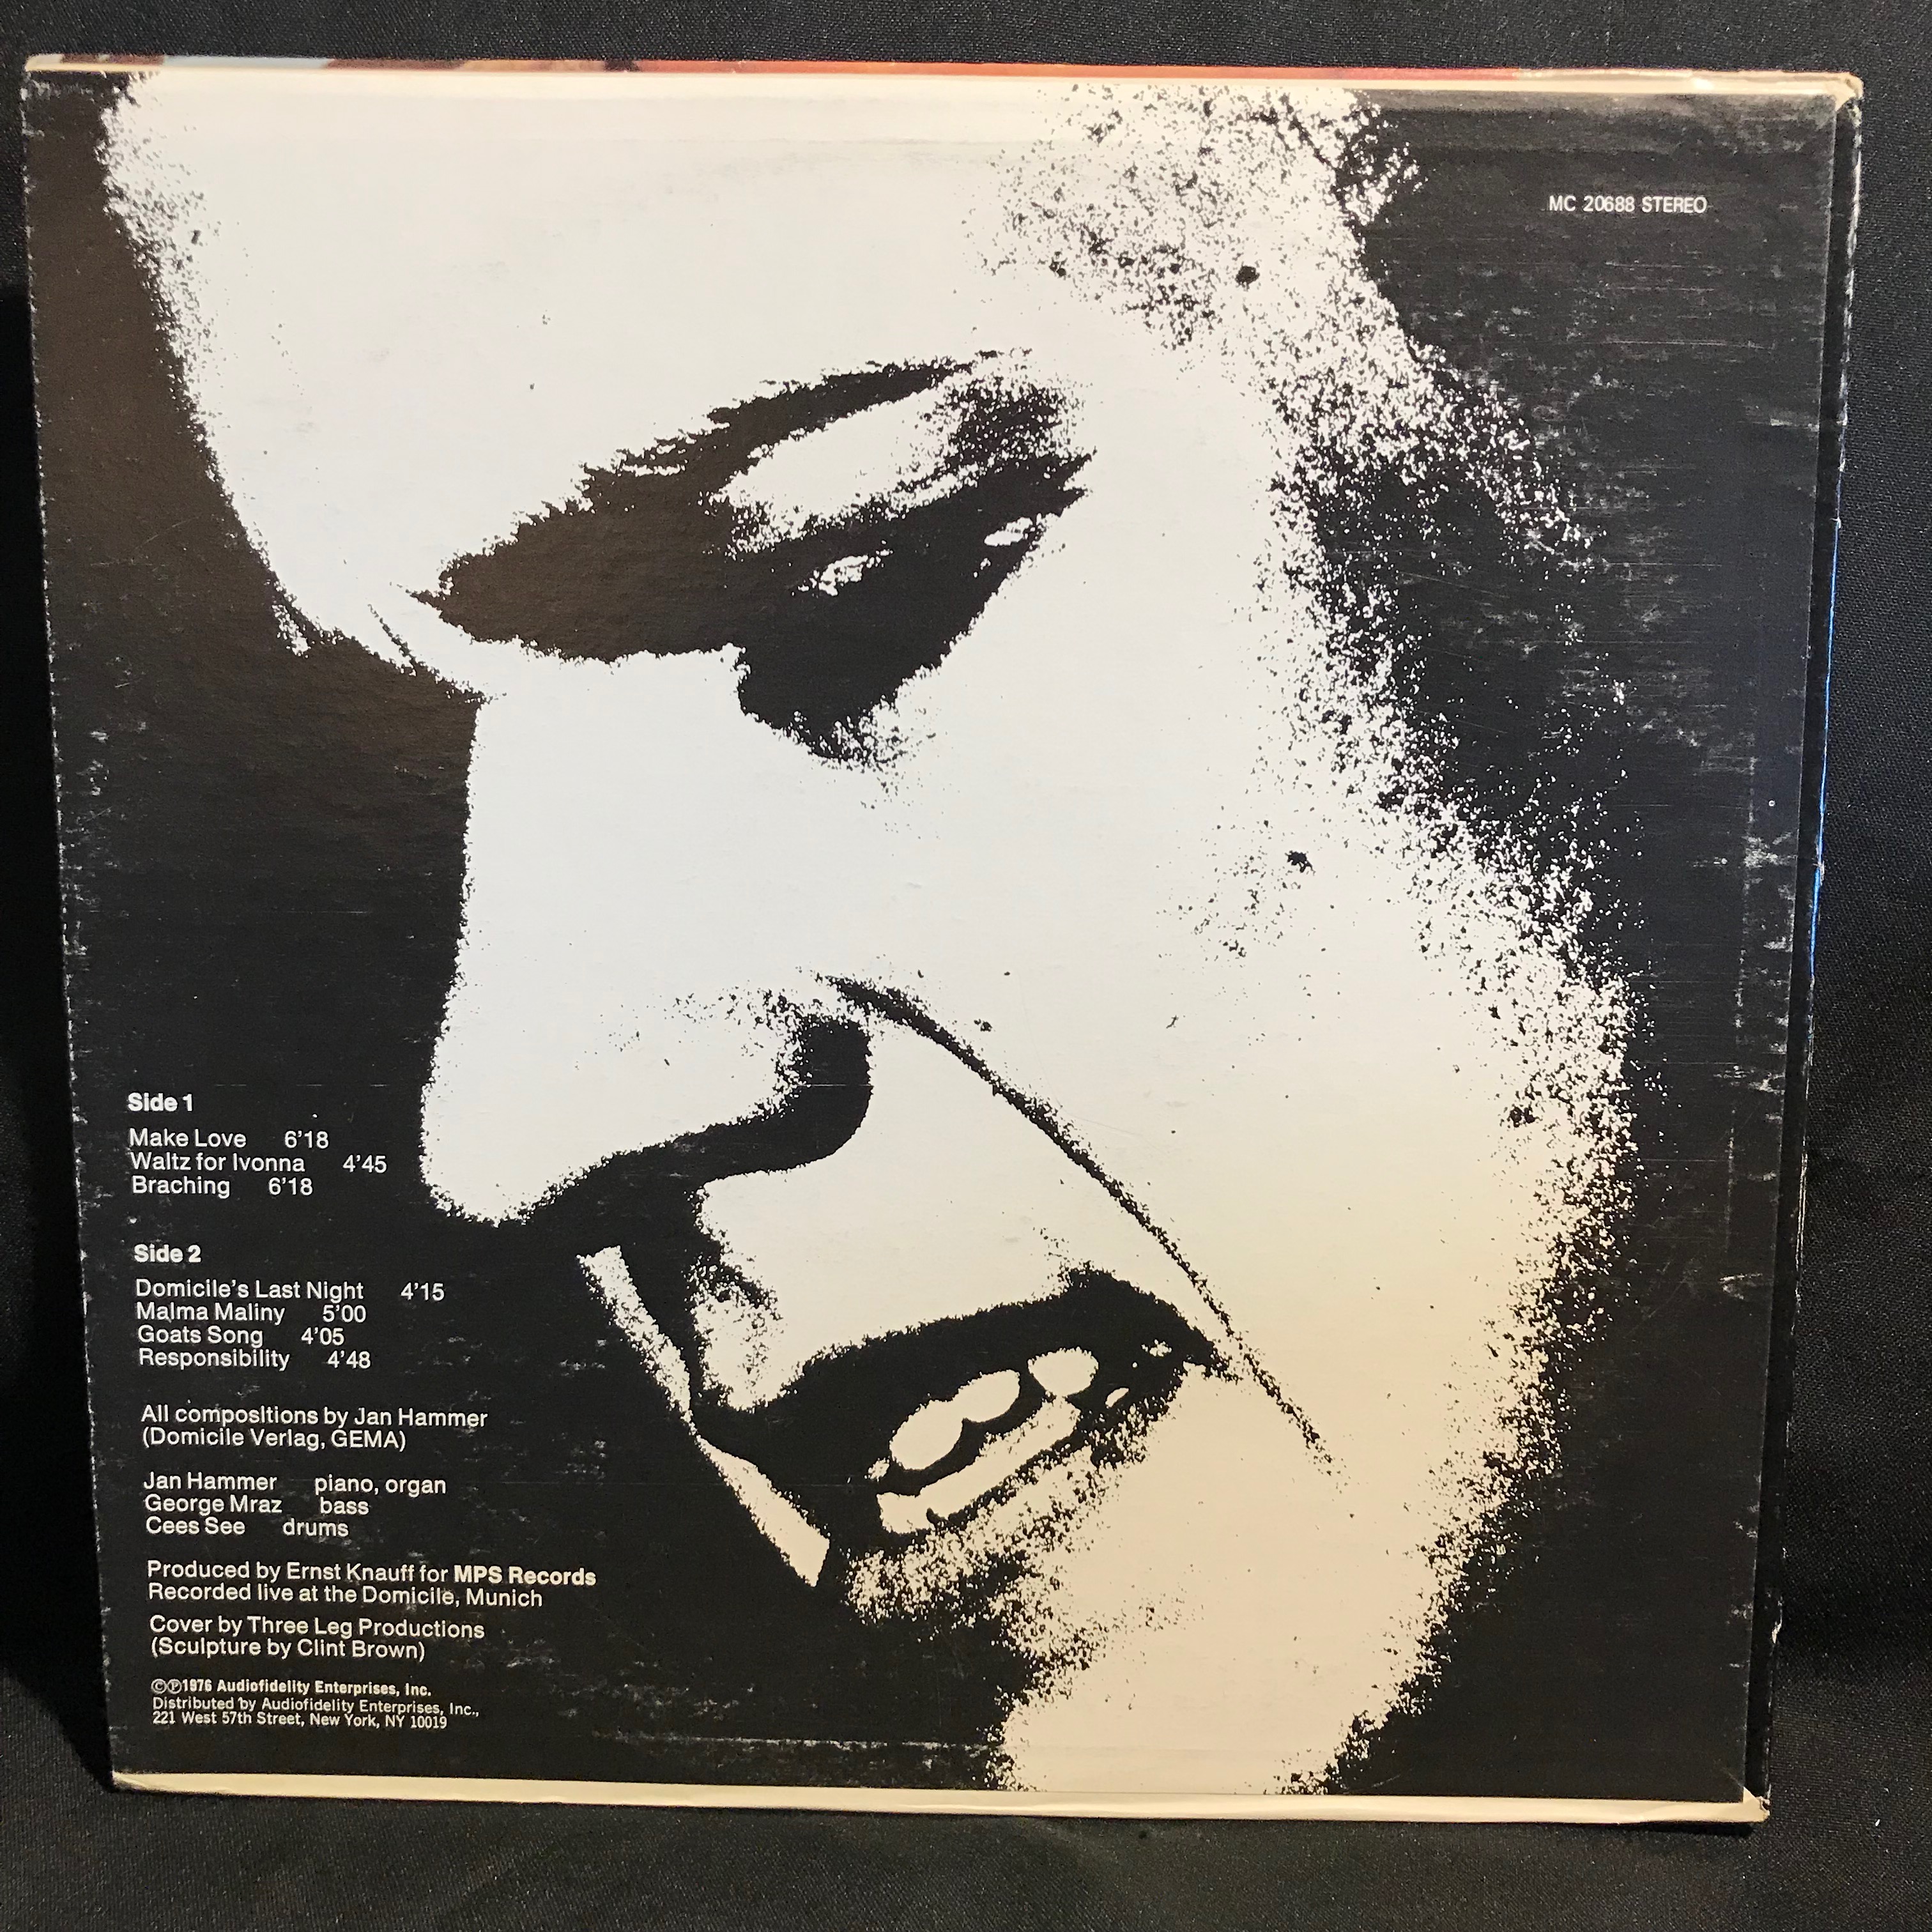 MC 20688 STEREO
Side 1
Make Love 6'18
Waltz for Ivonna 4'45
Braching 6'18
Side 2
Domicile's Last Night 4'15
Malma Maliny 5'00
Goats Song 4'05
Responsibility 4'48
All compositions by Jan Hammer
(Domicile Verlag, GEMA)
Jan Hammer piano, organ
George Mraz bass
Cees See drums
Produced by Ernst Knauff for MPS Records
Recorded live at the Domicile, Munich
Cover by Three Leg Productions
(Sculpture by Clint Brown)
©℗1976 Audiofidelity Enterprises, Inc.
Distributed by Audiofidelity Enterprises, Inc.,
221 West 57th Street, New York, NY 10019